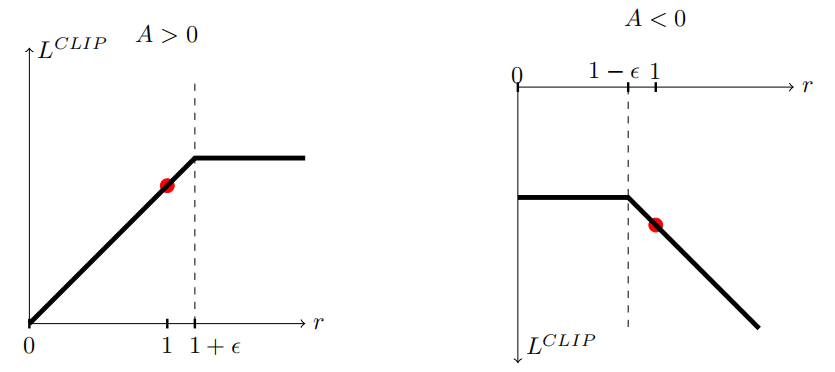 A > 0
L^{CLIP}
0
1
1 + ϵ
r
A < 0
0
1 − ϵ
1
r
L^{CLIP}